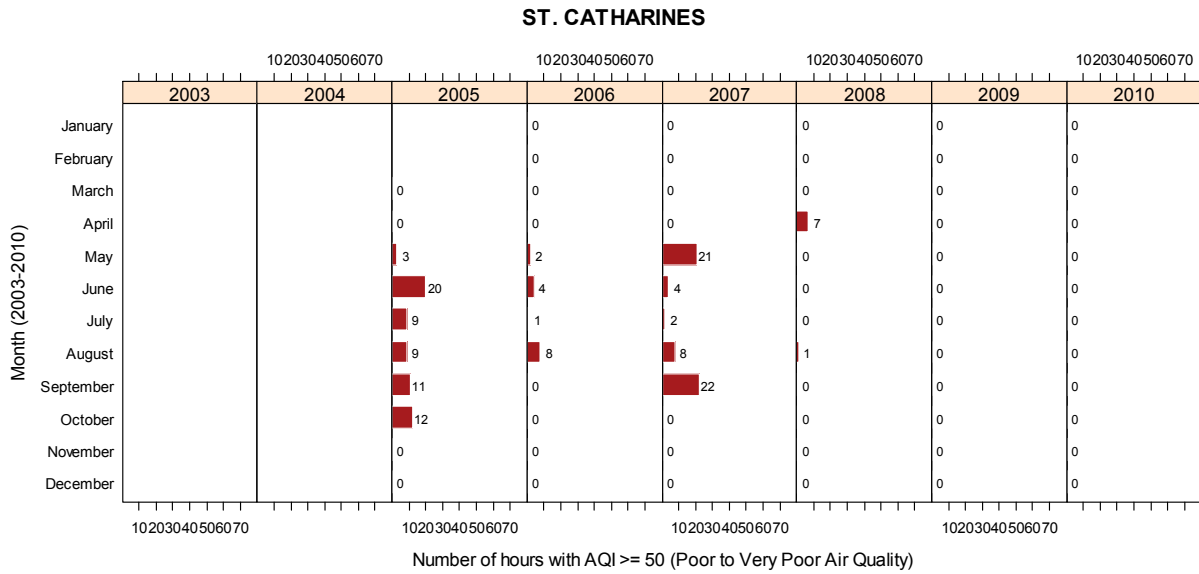 ST. CATHARINES
10203040506070 10203040506070 10203040506070 10203040506070
2003 2004 2005 2006 2007 2008 2009 2010
January 0 0 0 0 0
February 0 0 0 0 0
March 0 0 0 0 0 0
April 0 0 0 7 0 0
May 3 2 21 0 0 0
June 20 4 4 0 0 0
July 9 1 2 0 0 0
August 9 8 8 1 0 0
September 11 0 22 0 0 0
October 12 0 0 0 0 0
November 0 0 0 0 0 0
December 0 0 0 0 0 0
Month (2003-2010)
10203040506070 10203040506070 10203040506070 10203040506070
Number of hours with AQI >= 50 (Poor to Very Poor Air Quality)